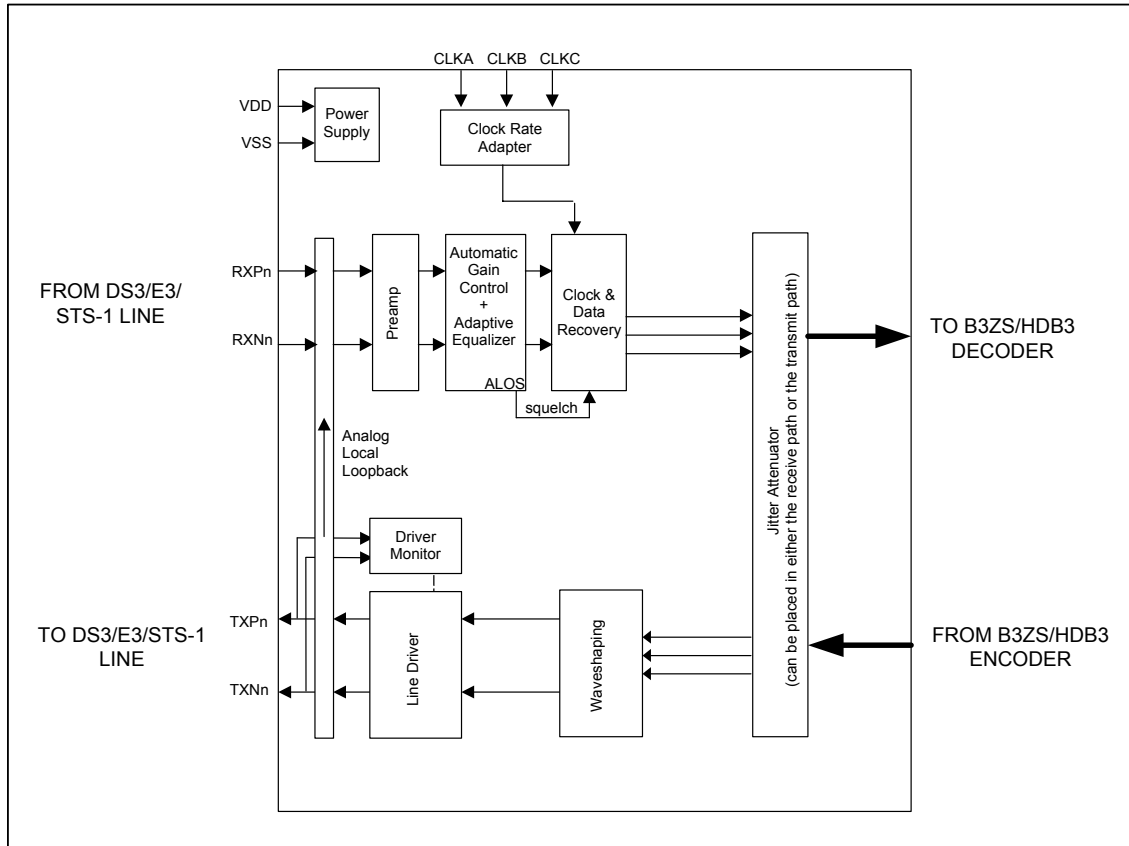 CLKA CLKB CLKC
VDD
VSS
Power
Supply
Clock Rate
Adapter
FROM DS3/E3/
STS-1 LINE
RXPn
RXNn
Preamp
Automatic
Gain
Control
+
Adaptive
Equalizer
ALOS
squelch
Clock &
Data
Recovery
Jitter Attenuator
(can be placed in either the receive path or the transmit path)
TO B3ZS/HDB3
DECODER
Analog
Local
Loopback
Driver
Monitor
TO DS3/E3/STS-1
LINE
TXPn
TXNn
Line Driver
Waveshaping
FROM B3ZS/HDB3
ENCODER